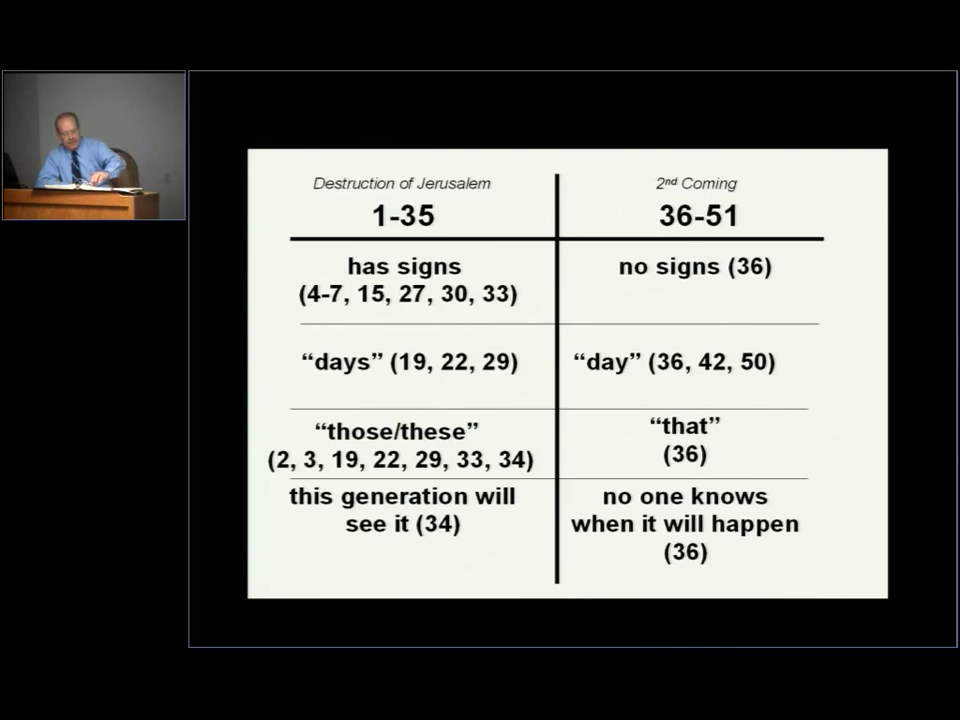 Destruction of Jerusalem
1-35
2nd Coming
36-51
has signs
(4-7, 15, 27, 30, 33)
no signs (36)
“days” (19, 22, 29)
“day” (36, 42, 50)
“those/these”
(2, 3, 19, 22, 29, 33, 34)
“that”
(36)
this generation will
see it (34)
no one knows
when it will happen
(36)